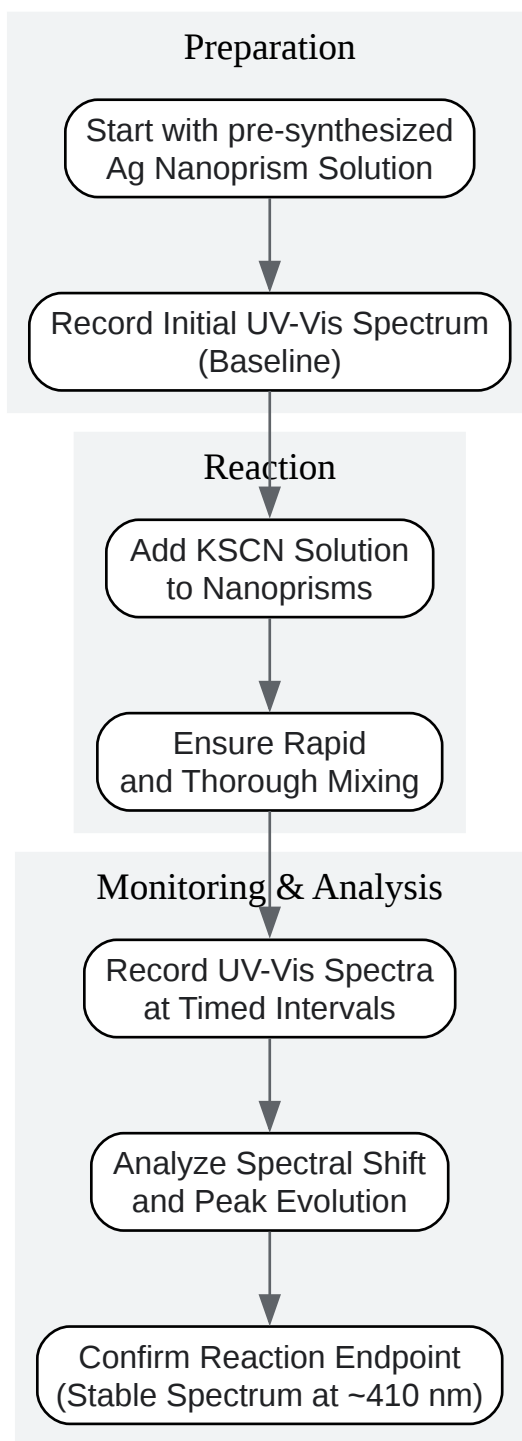 Preparation
Start with pre-synthesized
Ag Nanoprism Solution
Record Initial UV-Vis Spectrum
(Baseline)
Reaction
Add KSCN Solution
to Nanoprisms
Ensure Rapid
and Thorough Mixing
Monitoring & Analysis
Record UV-Vis Spectra
at Timed Intervals
Analyze Spectral Shift
and Peak Evolution
Confirm Reaction Endpoint
(Stable Spectrum at ~410 nm)